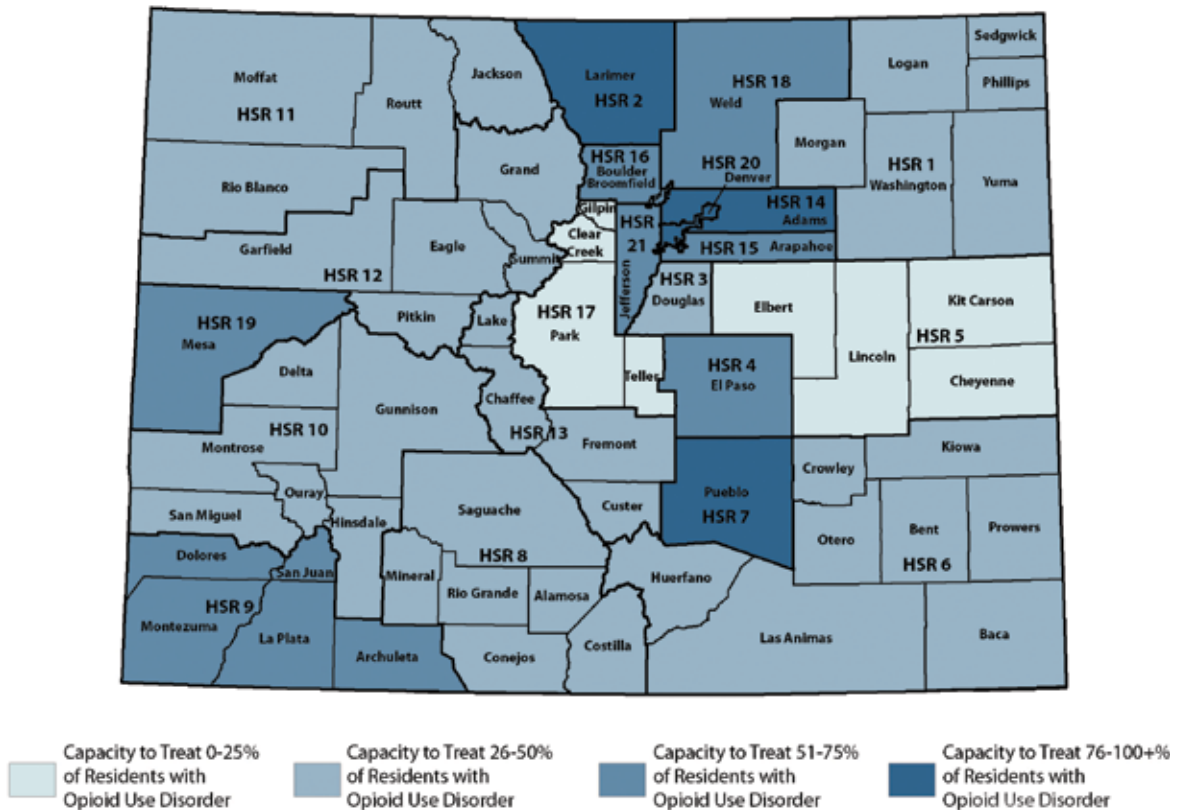 Sedgwick
Jackson
Larimer
HSR 2
HSR 18
Weld
Logan
Phillips
Moffat
HSR 11
Routt
Morgan
HSR 16
Boulder
Broomfield
HSR 20
Denver
HSR 1
Washington
Yuma
Grand
Rio Blanco
HSR 14
Adams
Gilpin
HSR
21
Jefferson
Clear
Creek
Garfield
HSR 12
Eagle
Summit
HSR 15
Arapahoe
HSR 3
Douglas
Elbert
Kit Carson
HSR 5
HSR 17
Park
Pitkin
Lake
HSR 19
Mesa
Lincoln
Cheyenne
Delta
Teller
HSR 4
El Paso
Gunnison
Chaffee
HSR 13
HSR 10
Montrose
Fremont
Kiowa
Crowley
Ouray
Pueblo
HSR 7
San Miguel
Hinsdale
Saguache
HSR 8
Custer
Otero
Bent
HSR 6
Prowers
Dolores
San Juan
Mineral
Rio Grande
Alamosa
Huerfano
HSR 9
Montezuma
La Plata
Archuleta
Conejos
Costilla
Las Animas
Baca
Capacity to Treat 0-25%
of Residents with
Opioid Use Disorder
Capacity to Treat 26-50%
of Residents with
Opioid Use Disorder
Capacity to Treat 51-75%
of Residents with
Opioid Use Disorder
Capacity to Treat 76-100+%
of Residents with
Opioid Use Disorder